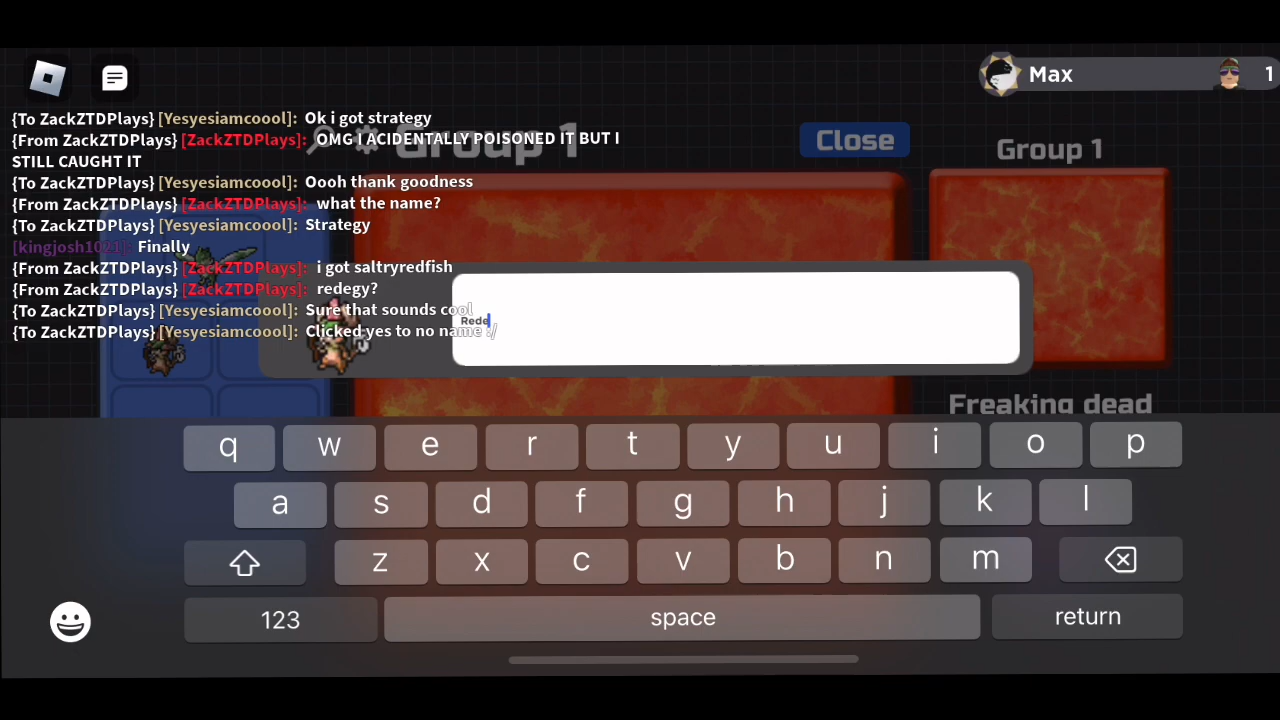 Max
1
{To ZackZTDPlays} [Yesyesiamcoool]: Ok i got strategy
{From ZackZTDPlays} [ZackZTDPlays]: OMG I ACIDENTALLY POISONED IT BUT I
STILL CAUGHT IT
Group 1
Close
Group 1
{To ZackZTDPlays} [Yesyesiamcoool]: Oooh thank goodness
{From ZackZTDPlays} [ZackZTDPlays]: what the name?
{To ZackZTDPlays} [Yesyesiamcoool]: Strategy
[kingjosh1021]: Finally
{From ZackZTDPlays} [ZackZTDPlays]: i got saltryredfish
{From ZackZTDPlays} [ZackZTDPlays]: redegy?
{To ZackZTDPlays} [Yesyesiamcoool]: Sure that sounds cool
{To ZackZTDPlays} [Yesyesiamcoool]: Clicked yes to no name :/
Rede
Freaking dead
q w e r t y u i o p
a s d f g h j k l
z x c v b n m
123 space return